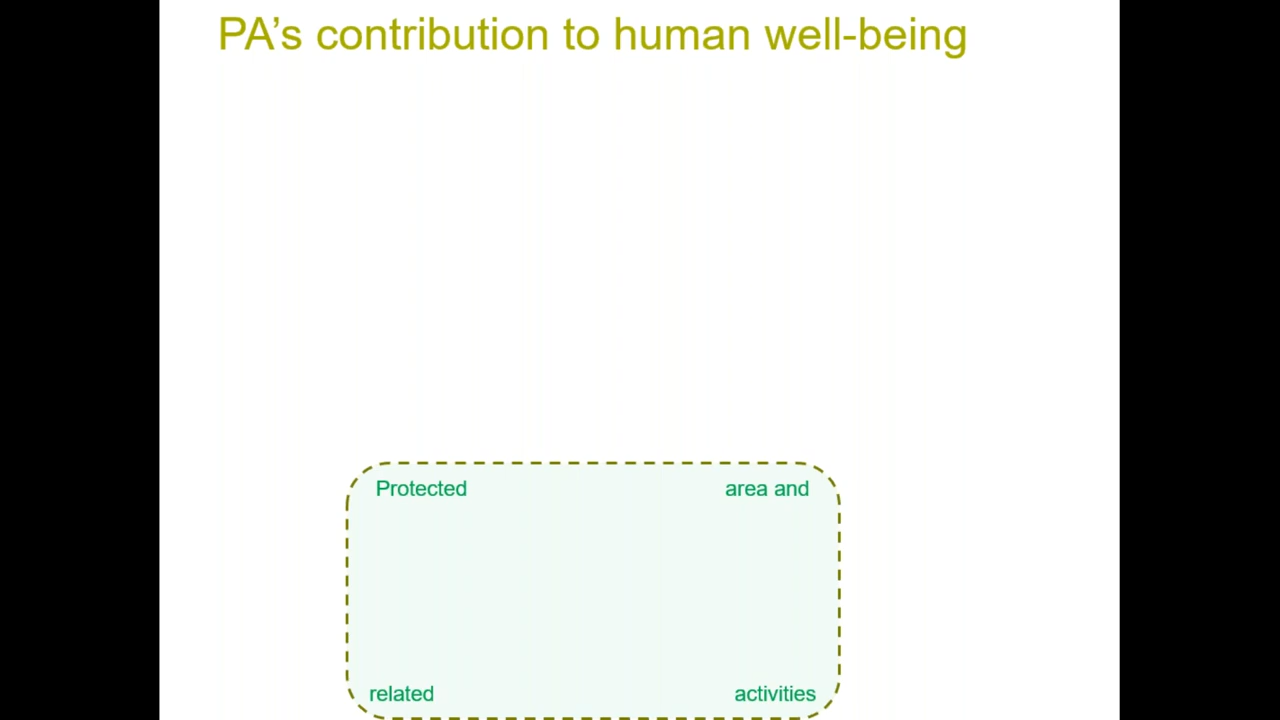 PA’s contribution to human well-being
Protected area and
related activities